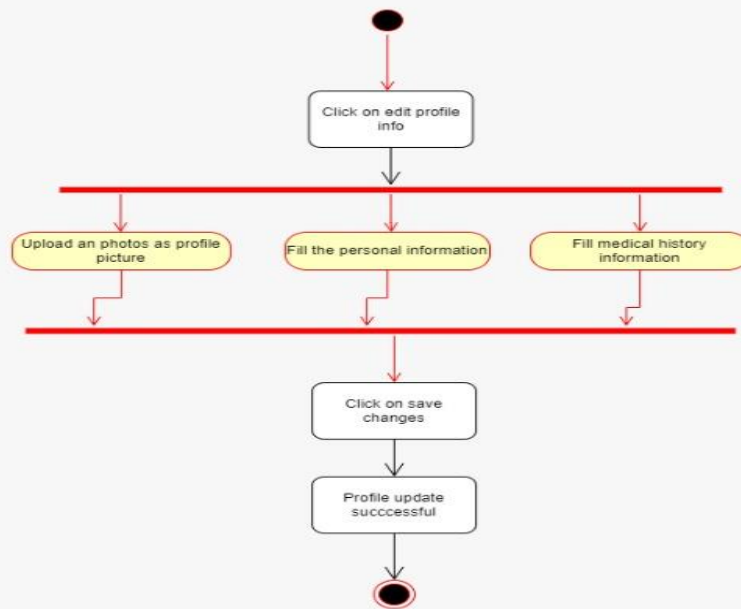 Click on edit profile
info
Upload an photos as profile
picture
Fill the personal information
Fill medical history
information
Click on save
changes
Profile update
succcessful